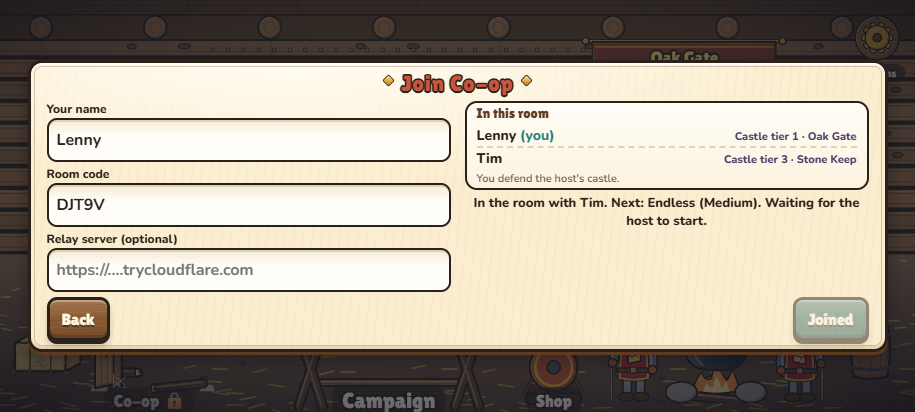 Oak Gate
Join Co-op
Your name
Lenny
Room code
DJT9V
Relay server (optional)
https://....trycloudflare.com
Back
In this room
Lenny (you)
Castle tier 1 · Oak Gate
Tim
Castle tier 3 · Stone Keep
You defend the host's castle.
In the room with Tim. Next: Endless (Medium). Waiting for the
host to start.
Joined
Co-op
Campaign
Shop